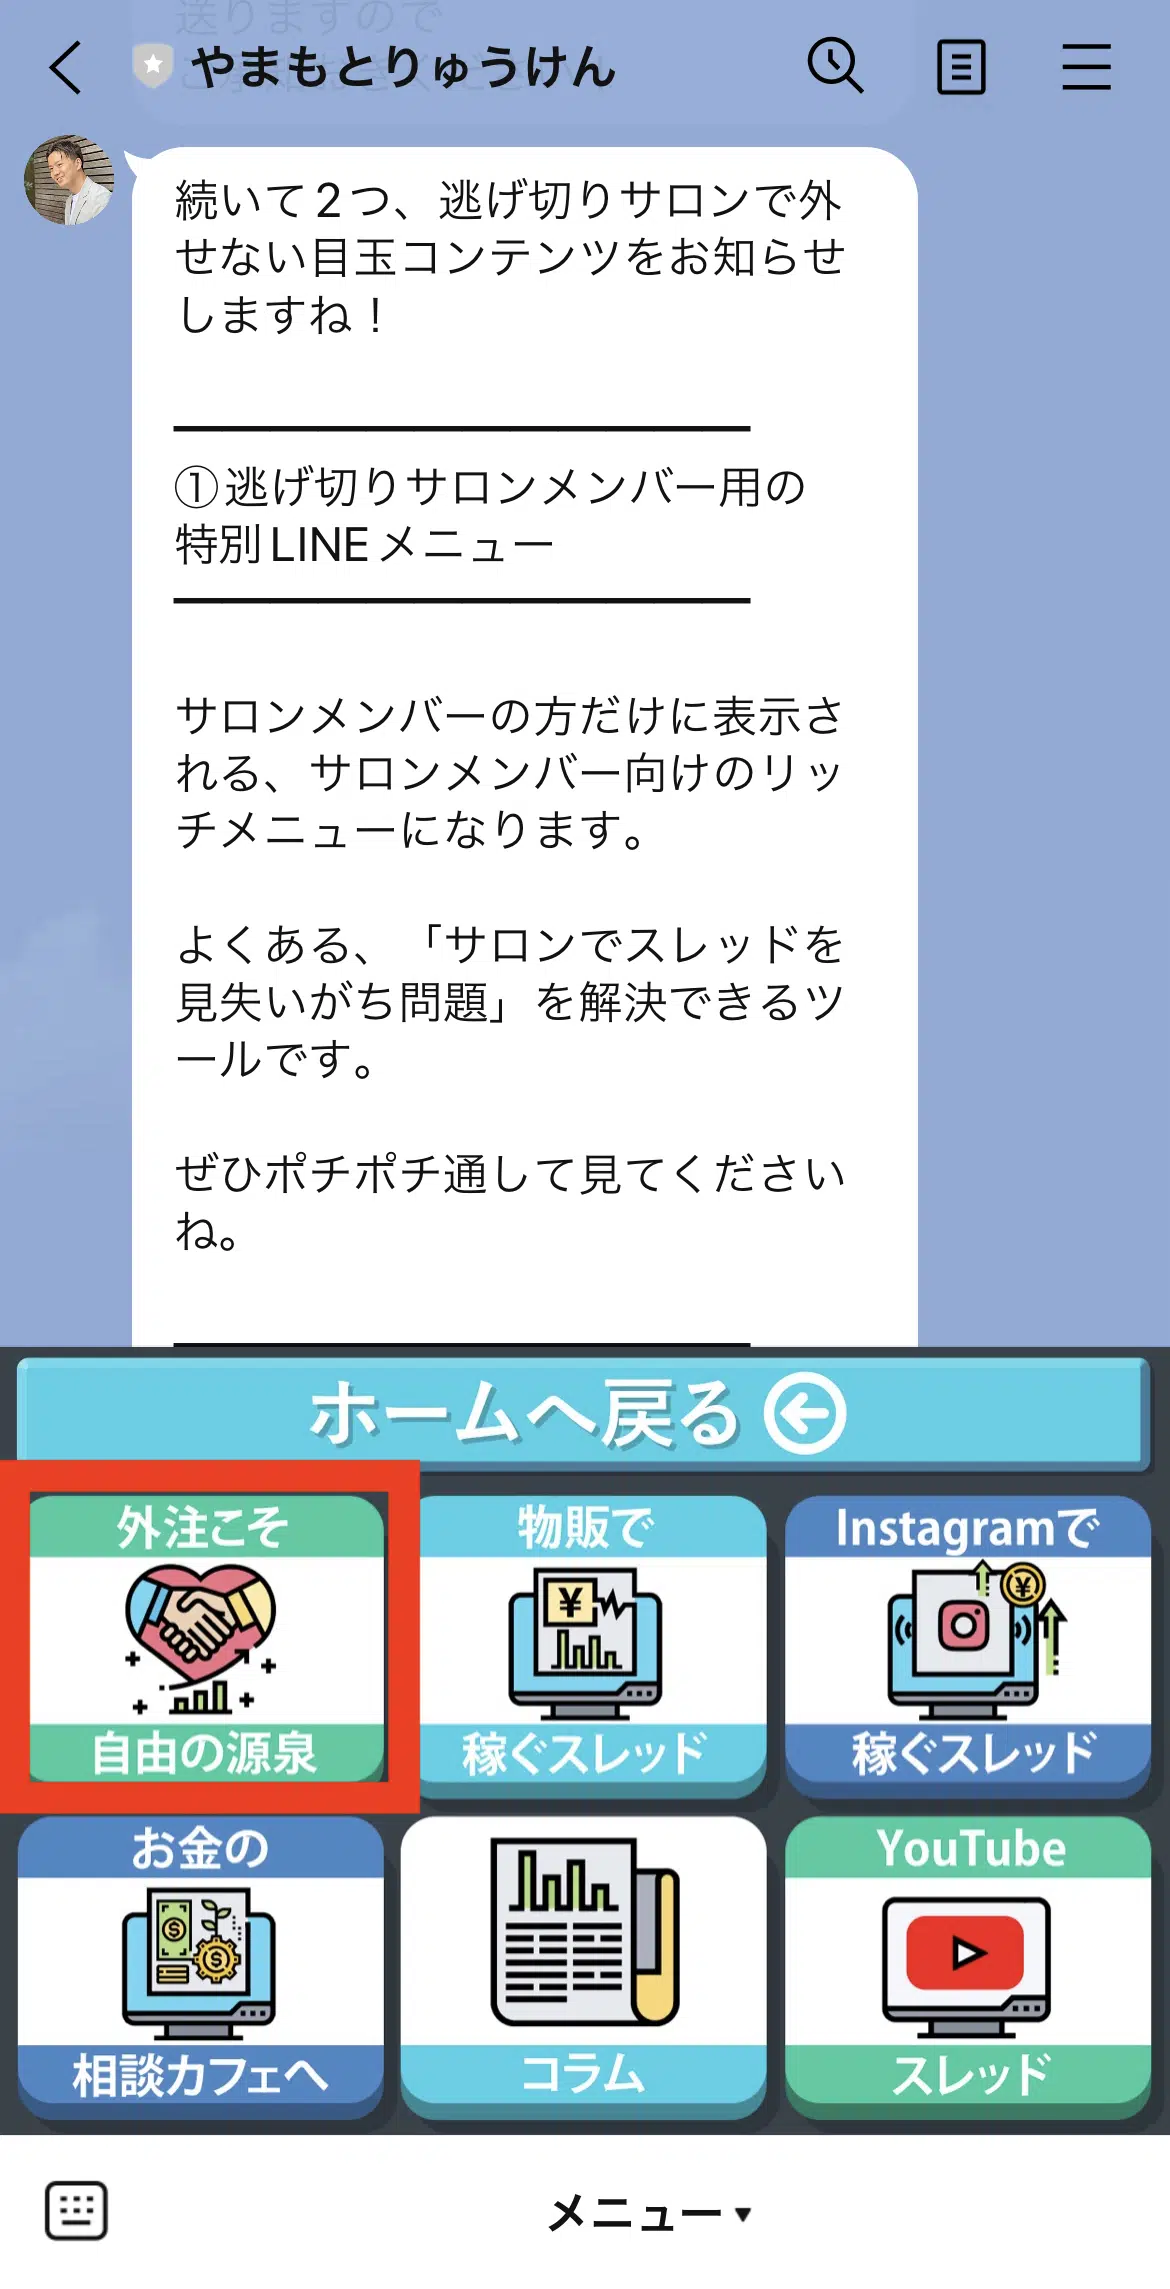 送りますので
やまもとりゅうけん
続いて2つ、逃げ切りサロンで外
せない目玉コンテンツをお知らせ
しますね！
①逃げ切りサロンメンバー用の
特別LINEメニュー
サロンメンバーの方だけに表示さ
れる、サロンメンバー向けのリッ
チメニューになります。
よくある、「サロンでスレッドを
見失いがち問題」を解決できるツ
ールです。
ぜひポチポチ通して見てください
ね。
ホームへ戻る
外注こそ
自由の源泉
物販で
稼ぐスレッド
Instagramで
稼ぐスレッド
お金の
相談カフェへ
コラム
YouTube
スレッド
メニュー▼